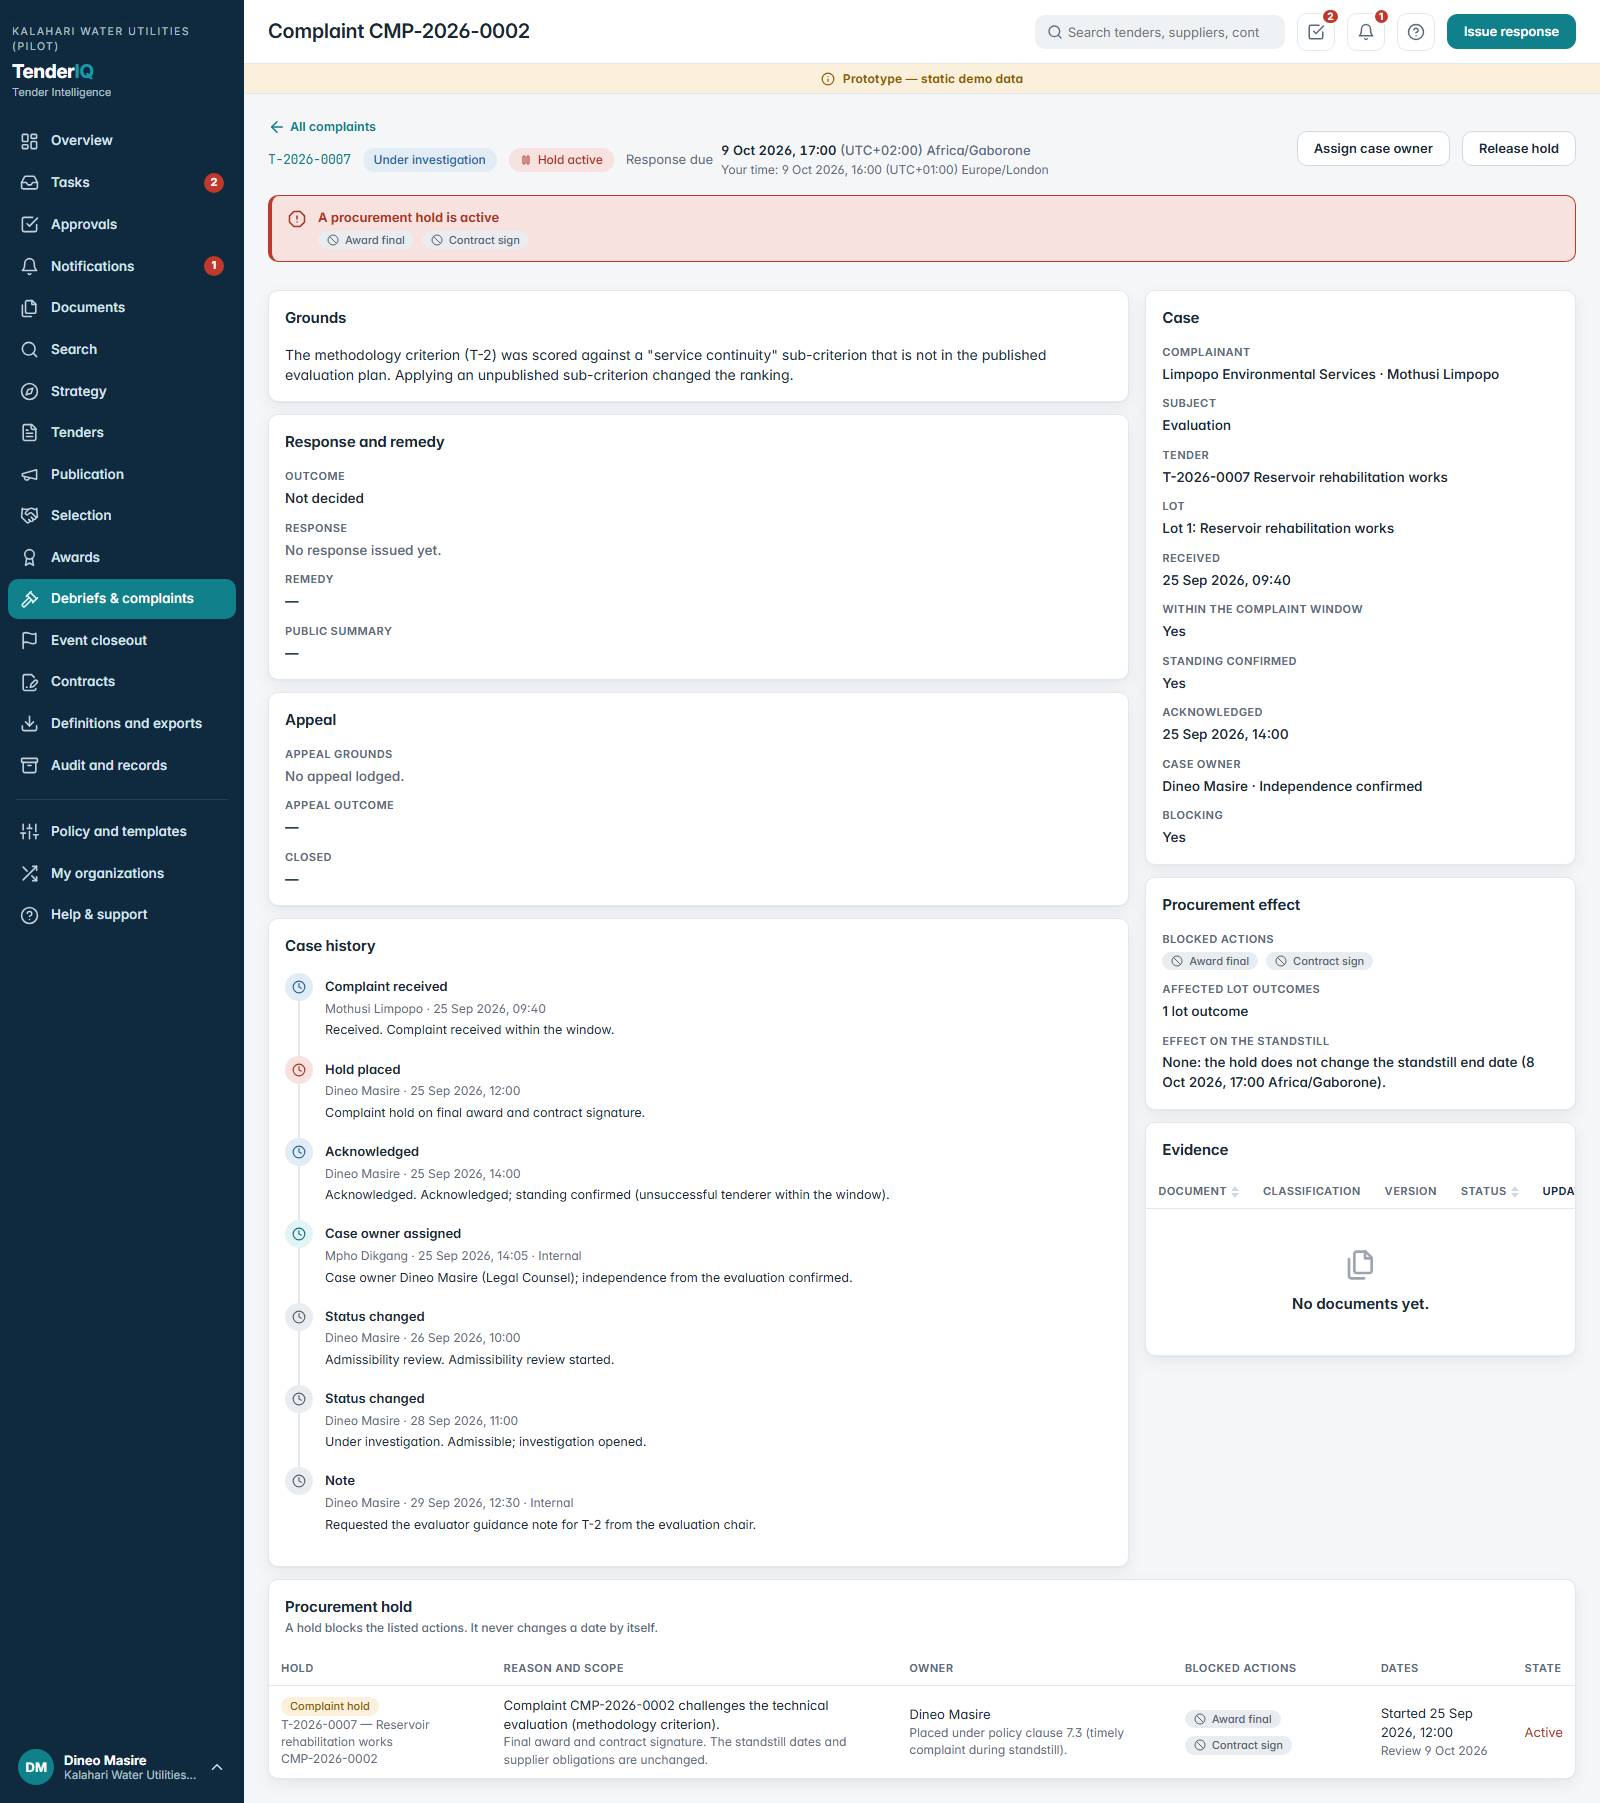 KALAHARI WATER UTILITIES
(PILOT)
TenderIQ
Tender Intelligence
Overview
Tasks
2
Approvals
Notifications
1
Documents
Search
Strategy
Tenders
Publication
Selection
Awards
Debriefs & complaints
Event closeout
Contracts
Definitions and exports
Audit and records
Policy and templates
My organizations
Help & support
DM
Dineo Masire
Kalahari Water Utilities...
Complaint CMP-2026-0002
Search tenders, suppliers, cont
2
1
Issue response
Prototype — static demo data
All complaints
T-2026-0007
Under investigation
Hold active
Response due
9 Oct 2026, 17:00 (UTC+02:00) Africa/Gaborone
Your time: 9 Oct 2026, 16:00 (UTC+01:00) Europe/London
Assign case owner
Release hold
A procurement hold is active
Award final
Contract sign
Grounds
The methodology criterion (T-2) was scored against a "service continuity" sub-criterion that is not in the published
evaluation plan. Applying an unpublished sub-criterion changed the ranking.
Response and remedy
OUTCOME
Not decided
RESPONSE
No response issued yet.
REMEDY
—
PUBLIC SUMMARY
—
Appeal
APPEAL GROUNDS
No appeal lodged.
APPEAL OUTCOME
—
CLOSED
—
Case history
Complaint received
Mothusi Limpopo · 25 Sep 2026, 09:40
Received. Complaint received within the window.
Hold placed
Dineo Masire · 25 Sep 2026, 12:00
Complaint hold on final award and contract signature.
Acknowledged
Dineo Masire · 25 Sep 2026, 14:00
Acknowledged. Acknowledged; standing confirmed (unsuccessful tenderer within the window).
Case owner assigned
Mpho Dikgang · 25 Sep 2026, 14:05 · Internal
Case owner Dineo Masire (Legal Counsel); independence from the evaluation confirmed.
Status changed
Dineo Masire · 26 Sep 2026, 10:00
Admissibility review. Admissibility review started.
Status changed
Dineo Masire · 28 Sep 2026, 11:00
Under investigation. Admissible; investigation opened.
Note
Dineo Masire · 29 Sep 2026, 12:30 · Internal
Requested the evaluator guidance note for T-2 from the evaluation chair.
Case
COMPLAINANT
Limpopo Environmental Services · Mothusi Limpopo
SUBJECT
Evaluation
TENDER
T-2026-0007 Reservoir rehabilitation works
LOT
Lot 1: Reservoir rehabilitation works
RECEIVED
25 Sep 2026, 09:40
WITHIN THE COMPLAINT WINDOW
Yes
STANDING CONFIRMED
Yes
ACKNOWLEDGED
25 Sep 2026, 14:00
CASE OWNER
Dineo Masire · Independence confirmed
BLOCKING
Yes
Procurement effect
BLOCKED ACTIONS
Award final
Contract sign
AFFECTED LOT OUTCOMES
1 lot outcome
EFFECT ON THE STANDSTILL
None: the hold does not change the standstill end date (8
Oct 2026, 17:00 Africa/Gaborone).
Evidence
DOCUMENT CLASSIFICATION VERSION STATUS UPDA
No documents yet.
Procurement hold
A hold blocks the listed actions. It never changes a date by itself.
HOLD REASON AND SCOPE OWNER BLOCKED ACTIONS DATES STATE
Complaint hold
T-2026-0007 — Reservoir
rehabilitation works
CMP-2026-0002
Complaint CMP-2026-0002 challenges the technical
evaluation (methodology criterion).
Final award and contract signature. The standstill dates and
supplier obligations are unchanged.
Dineo Masire
Placed under policy clause 7.3 (timely
complaint during standstill).
Award final
Contract sign
Started 25 Sep
2026, 12:00
Review 9 Oct 2026
Active